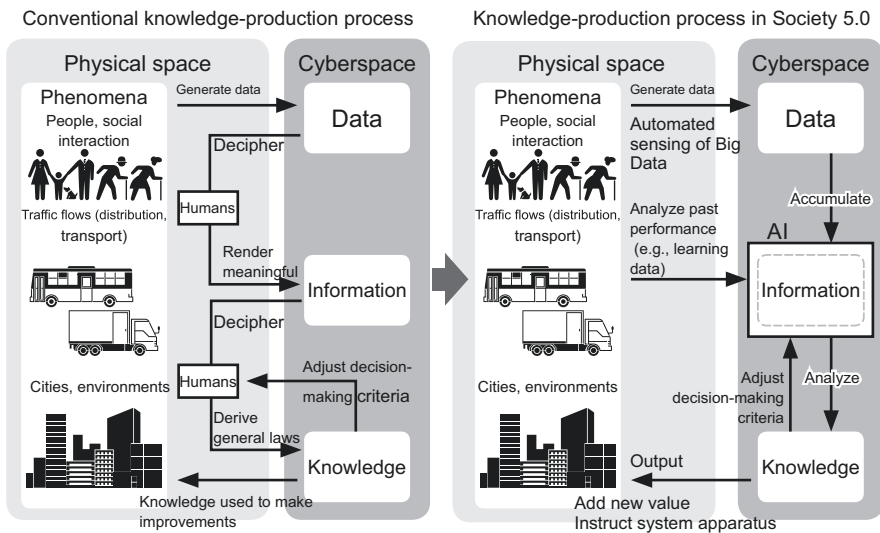 Conventional knowledge-production process
Physical space
Cyberspace
Phenomena
People, social
interaction
Generate data
Data
Decipher
Humans
Traffic flows (distribution,
transport)
Render
meaningful
Information
Decipher
Humans
Adjust decision-
making criteria
Cities, environments
Derive
general laws
Knowledge
Knowledge used to make
improvements
Knowledge-production process in Society 5.0
Physical space
Cyberspace
Phenomena
People, social
interaction
Generate data
Data
Automated
sensing of Big
Data
Accumulate
Traffic flows (distribution,
transport)
Analyze past
performance
(e.g., learning
data)
AI
Information
Adjust
decision-making
criteria
Analyze
Cities, environments
Knowledge
Output
Add new value
Instruct system apparatus